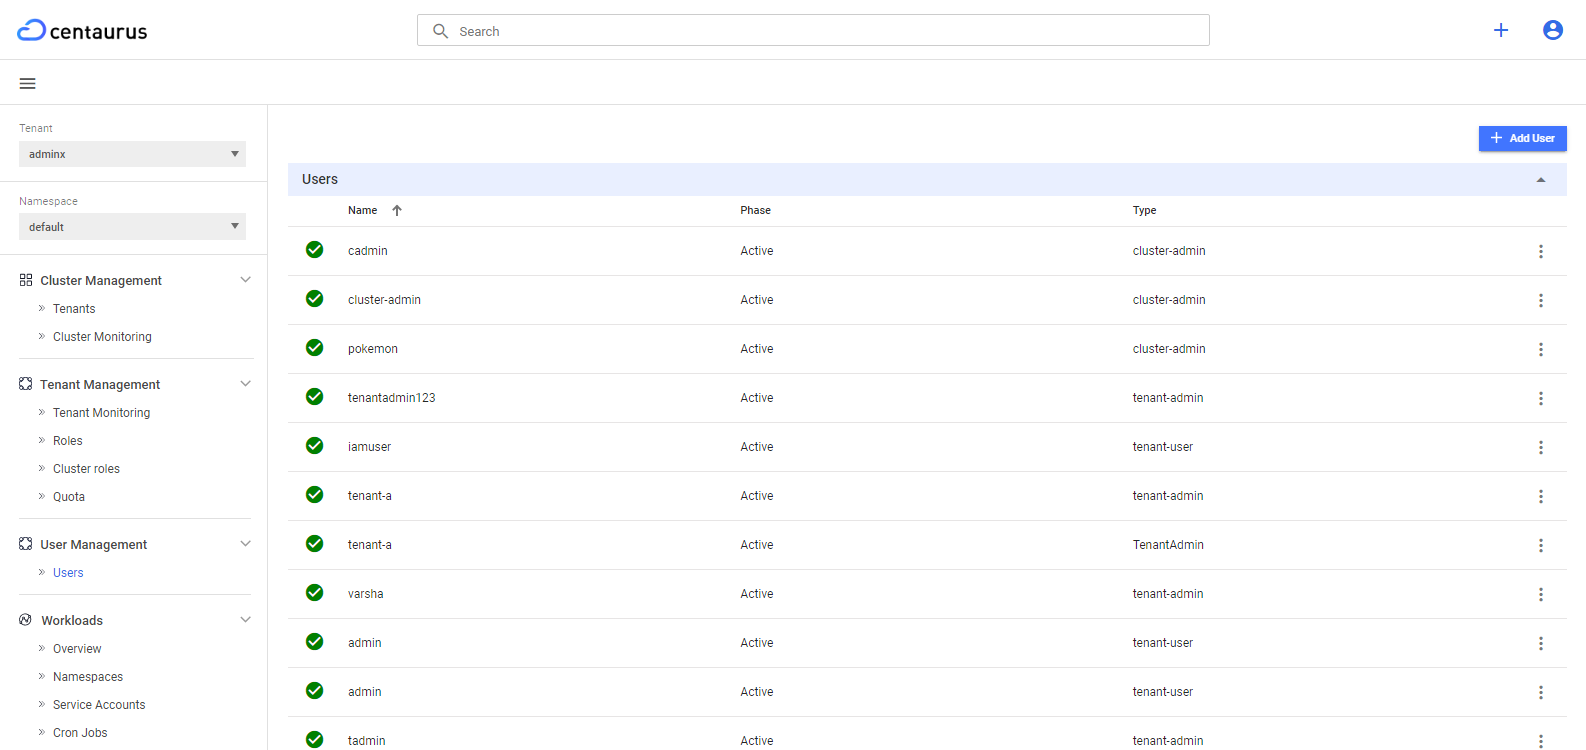 centaurus
Search
Tenant
adminx
Namespace
default
Cluster Management
Tenants
Cluster Monitoring
Tenant Management
Tenant Monitoring
Roles
Cluster roles
Quota
User Management
Users
Workloads
Overview
Namespaces
Service Accounts
Cron Jobs
Add User
Users
Name Phase Type
cadmin Active cluster-admin
cluster-admin Active cluster-admin
pokemon Active cluster-admin
tenantadmin123 Active tenant-admin
iamuser Active tenant-user
tenant-a Active tenant-admin
tenant-a Active TenantAdmin
varsha Active tenant-admin
admin Active tenant-user
admin Active tenant-user
tadmin Active tenant-admin